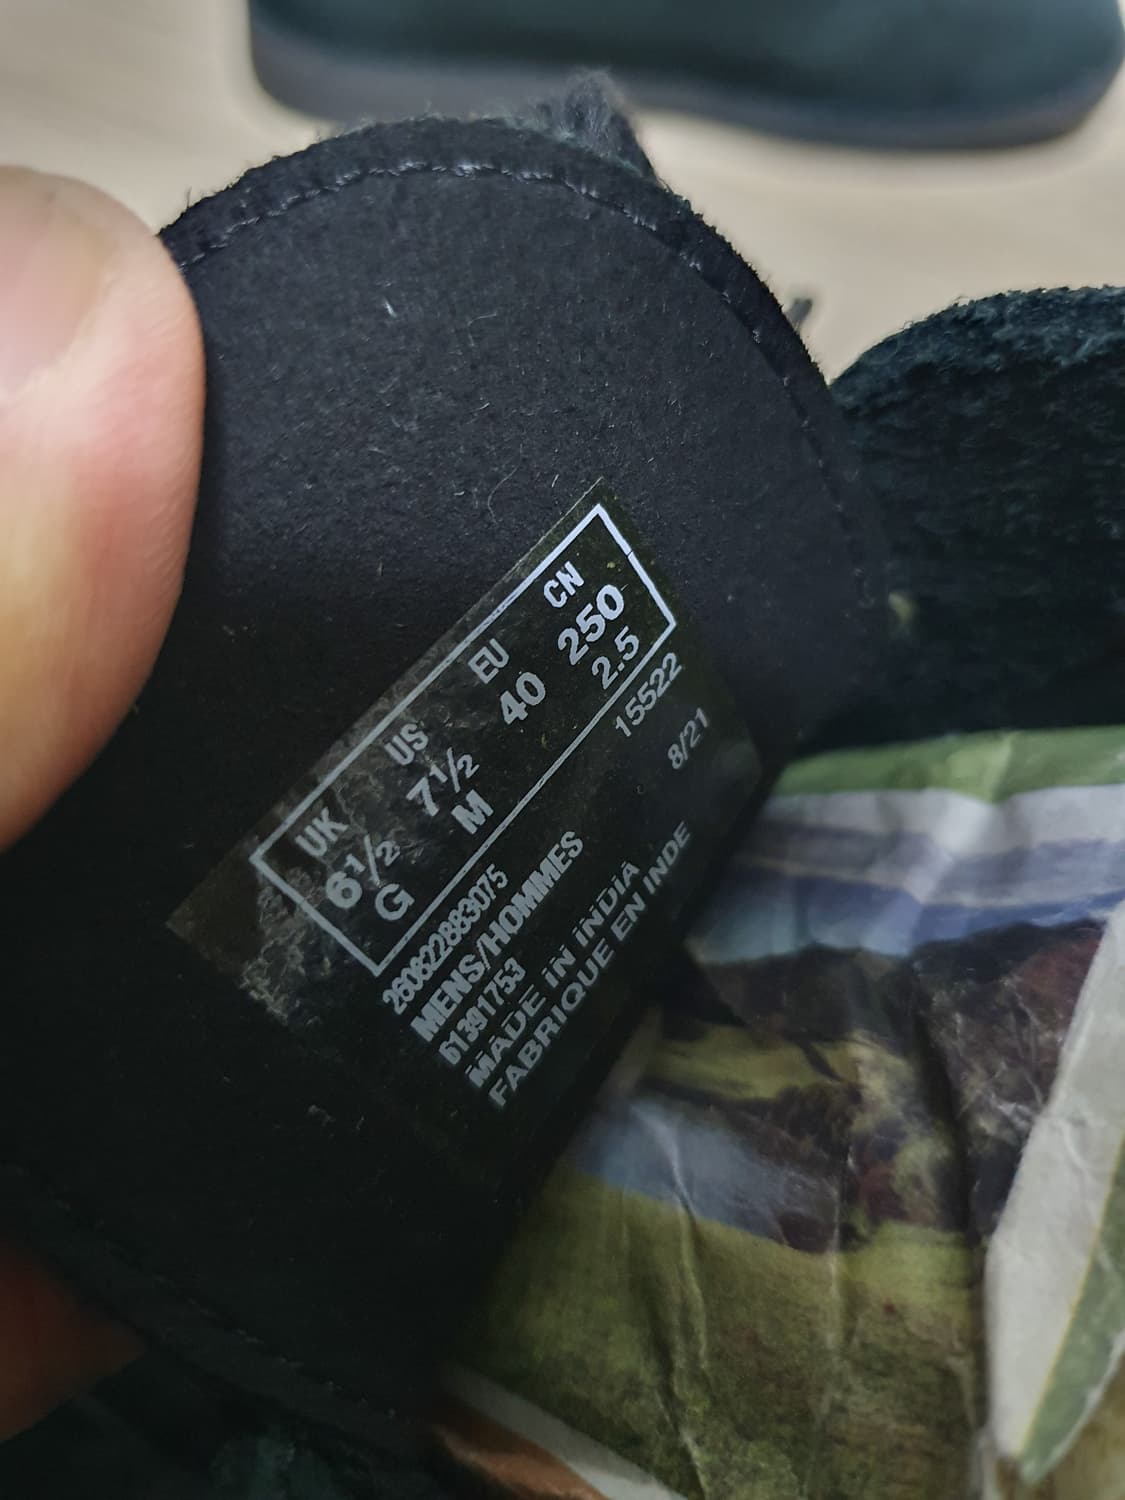 UK US EU CN
6½ 7½ 40 250
G M 2.5
260822883075 15522
MENS/HOMMES
61391753 8/21
MADE IN INDIA
FABRIQUE EN INDE